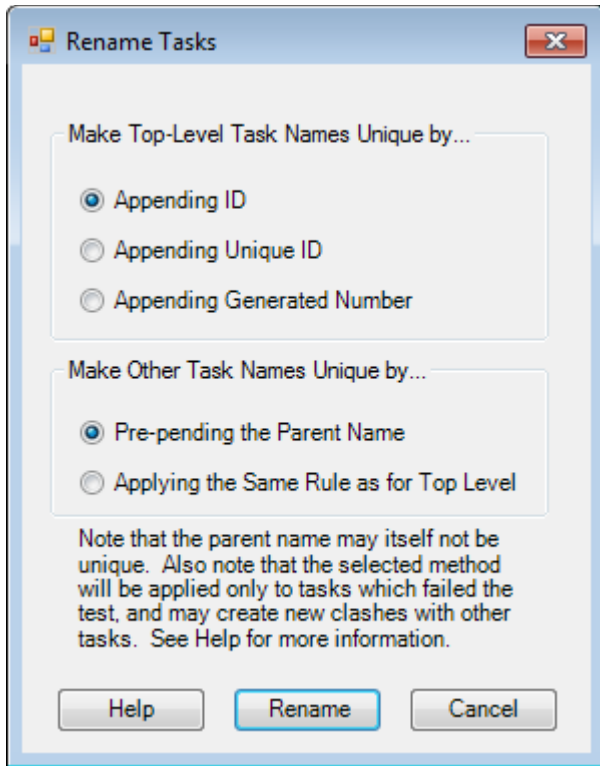 Rename Tasks
Make Top-Level Task Names Unique by...
Appending ID
Appending Unique ID
Appending Generated Number
Make Other Task Names Unique by...
Pre-pending the Parent Name
Applying the Same Rule as for Top Level
Note that the parent name may itself not be
unique.  Also note that the selected method
will be applied only to tasks which failed the
test, and may create new clashes with other
tasks.  See Help for more information.
Help
Rename
Cancel